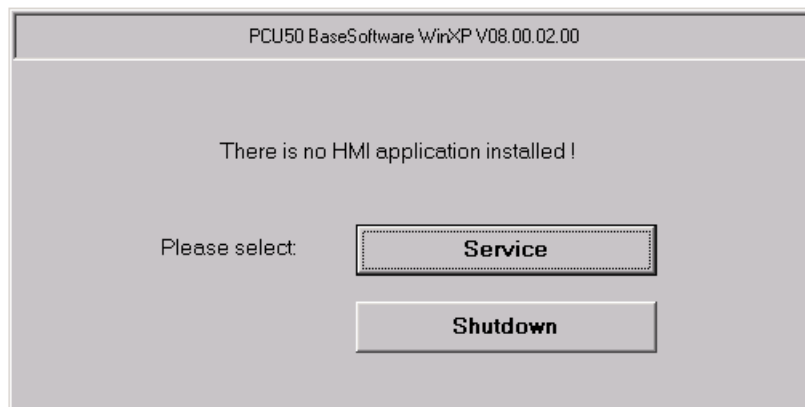 PCU50 BaseSoftware WinXP V08.00.02.00
There is no HMI application installed !
Please select: Service
Shutdown